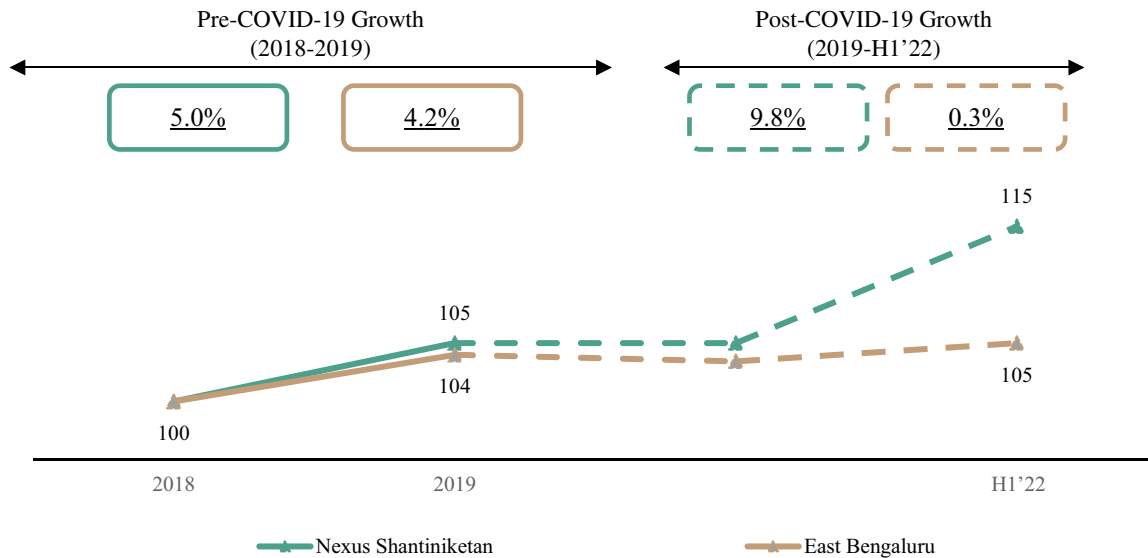 Pre-COVID-19 Growth
(2018-2019)
Post-COVID-19 Growth
(2019-H1’22)
5.0%
4.2%
9.8%
0.3%
115
105
104
105
100
2018
2019
H1’22
Nexus Shantiniketan
East Bengaluru